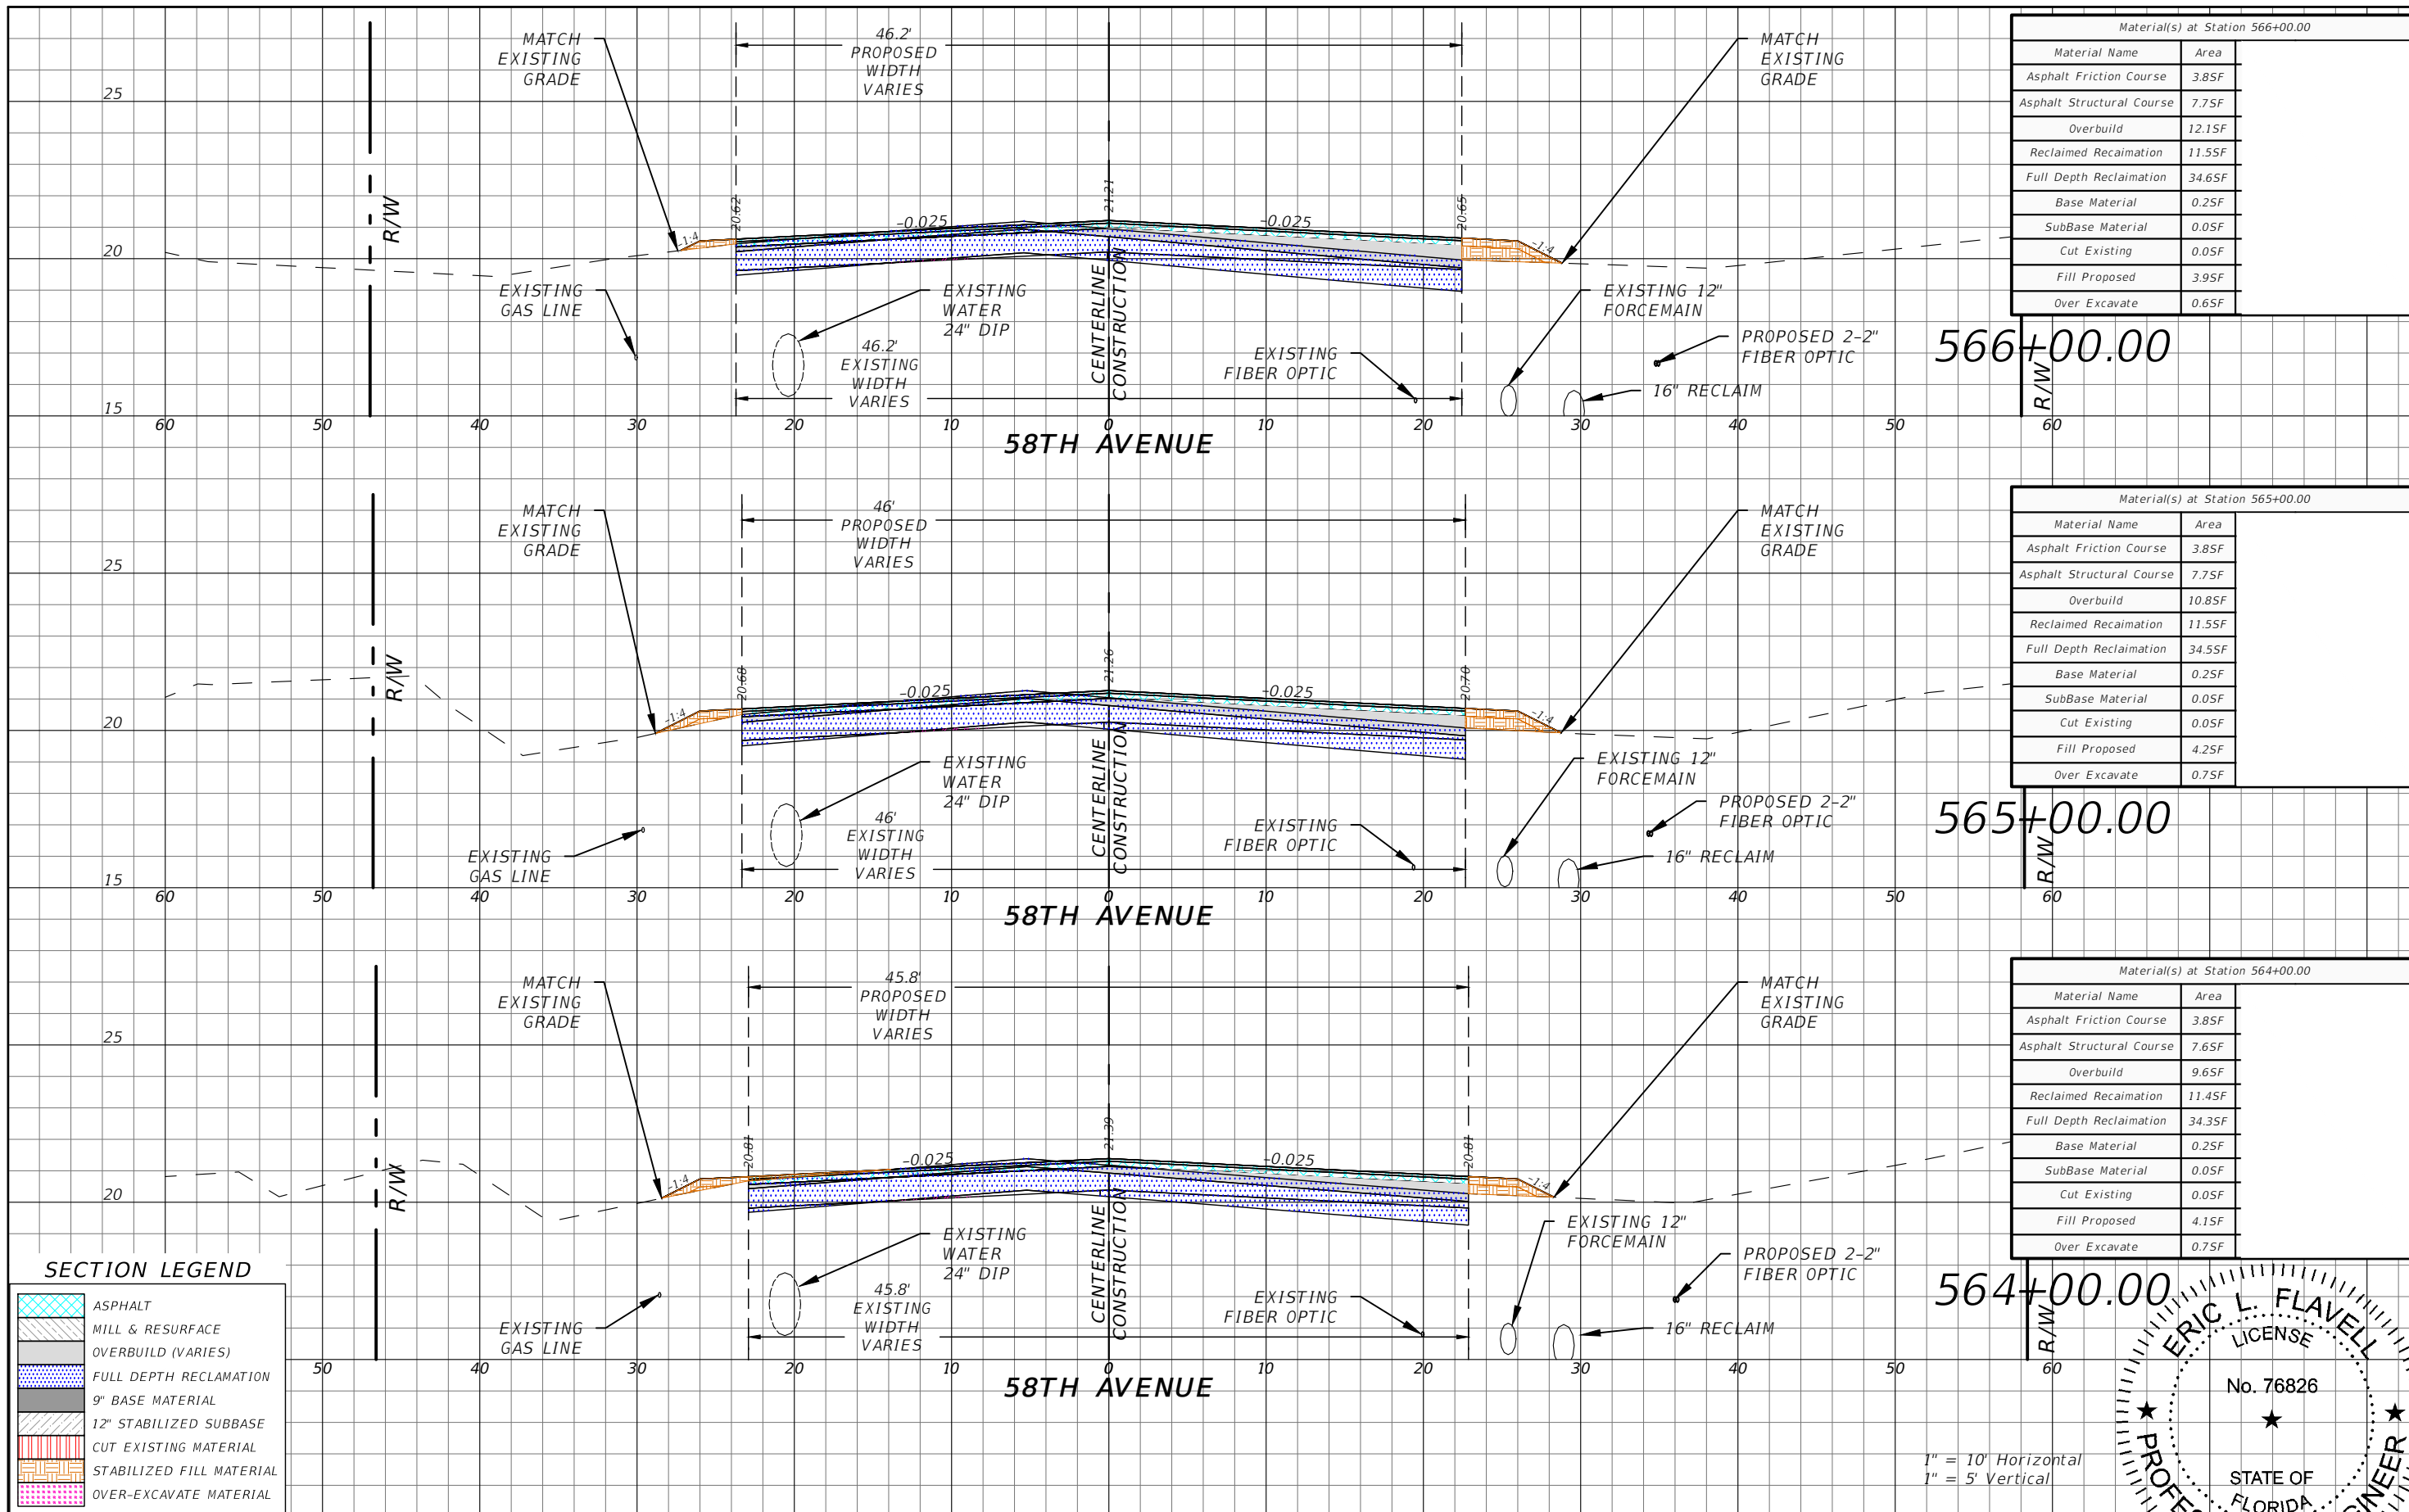 MATCH
EXISTING
GRADE
46.2'
PROPOSED
WIDTH
VARIES
MATCH
EXISTING
GRADE
25
R/W
20.62
21.21
20.65
-0.025
-0.025
-1:4
-1:4
20
EXISTING
GAS LINE
EXISTING
WATER
24" DIP
46.2'
EXISTING
WIDTH
VARIES
CENTERLINE
CONSTRUCTION
EXISTING
FIBER OPTIC
EXISTING 12"
FORCEMAIN
PROPOSED 2-2"
FIBER OPTIC
16" RECLAIM
566+00.00
R/W
15
60 50 40 30 20 10 0 10 20 30 40 50 60
58TH AVENUE
Material(s) at Station 566+00.00
Material Name Area
Asphalt Friction Course 3.8SF
Asphalt Structural Course 7.7SF
Overbuild 12.1SF
Reclaimed Recaimation 11.5SF
Full Depth Reclaimation 34.6SF
Base Material 0.2SF
SubBase Material 0.0SF
Cut Existing 0.0SF
Fill Proposed 3.9SF
Over Excavate 0.6SF
MATCH
EXISTING
GRADE
46'
PROPOSED
WIDTH
VARIES
MATCH
EXISTING
GRADE
25
R/W
20.68
21.26
20.70
-0.025
-0.025
-1:4
-1:4
20
EXISTING
GAS LINE
EXISTING
WATER
24" DIP
46'
EXISTING
WIDTH
VARIES
CENTERLINE
CONSTRUCTION
EXISTING
FIBER OPTIC
EXISTING 12"
FORCEMAIN
PROPOSED 2-2"
FIBER OPTIC
16" RECLAIM
565+00.00
R/W
15
60 50 40 30 20 10 0 10 20 30 40 50 60
58TH AVENUE
Material(s) at Station 565+00.00
Material Name Area
Asphalt Friction Course 3.8SF
Asphalt Structural Course 7.7SF
Overbuild 10.8SF
Reclaimed Recaimation 11.5SF
Full Depth Reclaimation 34.5SF
Base Material 0.2SF
SubBase Material 0.0SF
Cut Existing 0.0SF
Fill Proposed 4.2SF
Over Excavate 0.7SF
MATCH
EXISTING
GRADE
45.8'
PROPOSED
WIDTH
VARIES
MATCH
EXISTING
GRADE
25
R/W
20.81
21.39
20.81
-0.025
-0.025
-1:4
-1:4
20
EXISTING
GAS LINE
EXISTING
WATER
24" DIP
45.8'
EXISTING
WIDTH
VARIES
CENTERLINE
CONSTRUCTION
EXISTING
FIBER OPTIC
EXISTING 12"
FORCEMAIN
PROPOSED 2-2"
FIBER OPTIC
16" RECLAIM
564+00.00
R/W
50 40 30 20 10 0 10 20 30 40 50 60
58TH AVENUE
Material(s) at Station 564+00.00
Material Name Area
Asphalt Friction Course 3.8SF
Asphalt Structural Course 7.6SF
Overbuild 9.6SF
Reclaimed Recaimation 11.4SF
Full Depth Reclaimation 34.3SF
Base Material 0.2SF
SubBase Material 0.0SF
Cut Existing 0.0SF
Fill Proposed 4.1SF
Over Excavate 0.7SF
SECTION LEGEND
ASPHALT
MILL & RESURFACE
OVERBUILD (VARIES)
FULL DEPTH RECLAMATION
9" BASE MATERIAL
12" STABILIZED SUBBASE
CUT EXISTING MATERIAL
STABILIZED FILL MATERIAL
OVER-EXCAVATE MATERIAL
1" = 10' Horizontal
1" = 5' Vertical
ERIC L. FLAVELL
LICENSE
No. 76826
STATE OF
FLORIDA